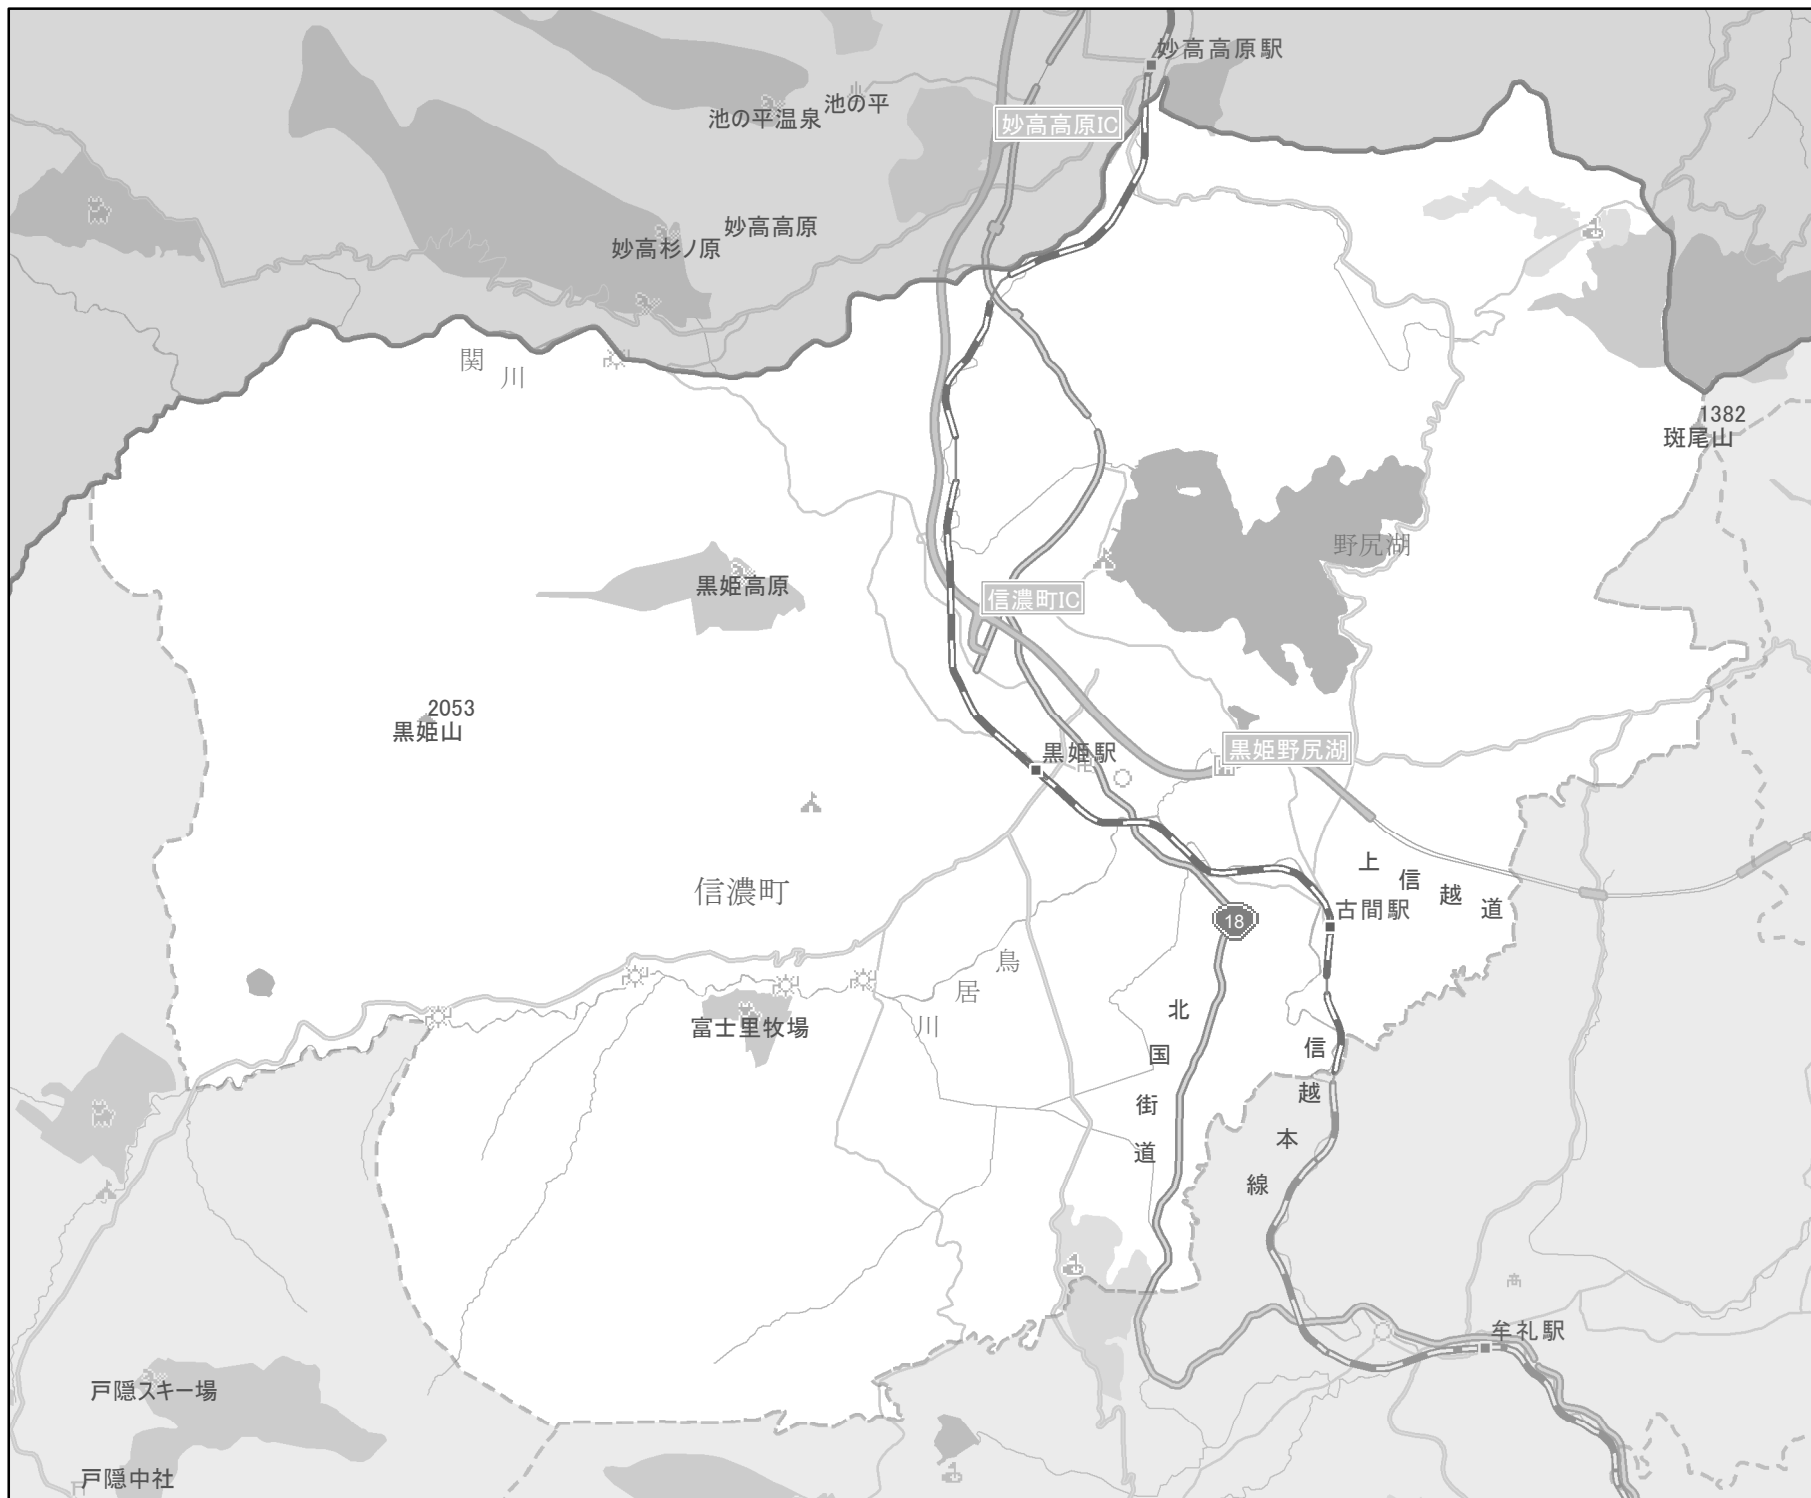 妙高高原駅
池の平
池の平温泉
妙高高原IC
妙高高原
妙高杉ノ原
関川
1382
斑尾山
野尻湖
黒姫高原
信濃町IC
2053
黒姫山
黒姫野尻湖
黒姫駅
上信越道
信濃町
古間駅
18
鳥居川
北国街道
富士里牧場
信越本線
牟礼駅
戸隠スキー場
戸隠中社